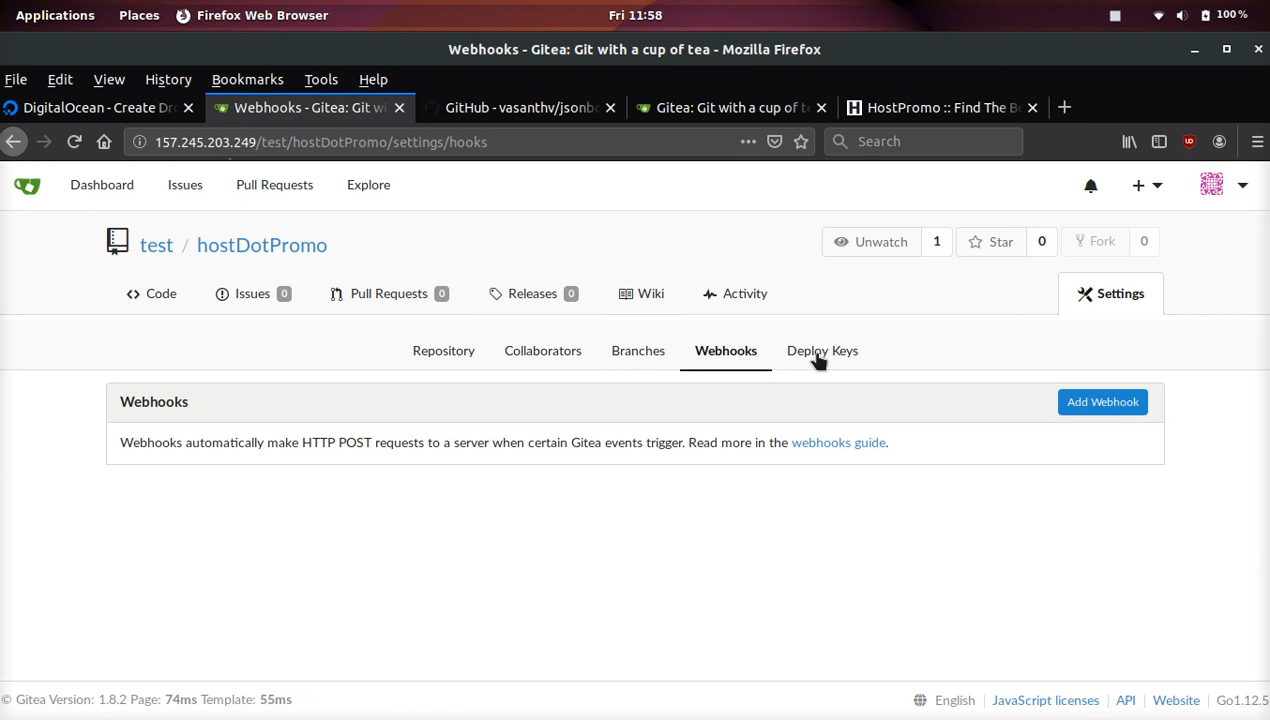 Applications Places Firefox Web Browser Fri 11:58 100 %
Webhooks - Gitea: Git with a cup of tea - Mozilla Firefox
File Edit View History Bookmarks Tools Help
DigitalOcean - Create Dr Webhooks - Gitea: Git wi GitHub - vasanthv/jsonb Gitea: Git with a cup of te HostPromo :: Find The B
157.245.203.249/test/hostDotPromo/settings/hooks Search
Dashboard Issues Pull Requests Explore
test / hostDotPromo Unwatch 1 Star 0 Fork 0
Code Issues 0 Pull Requests 0 Releases 0 Wiki Activity Settings
Repository Collaborators Branches Webhooks Deploy Keys
Webhooks Add Webhook
Webhooks automatically make HTTP POST requests to a server when certain Gitea events trigger. Read more in the webhooks guide.
© Gitea Version: 1.8.2 Page: 74ms Template: 55ms English JavaScript licenses API Website Go1.12.5